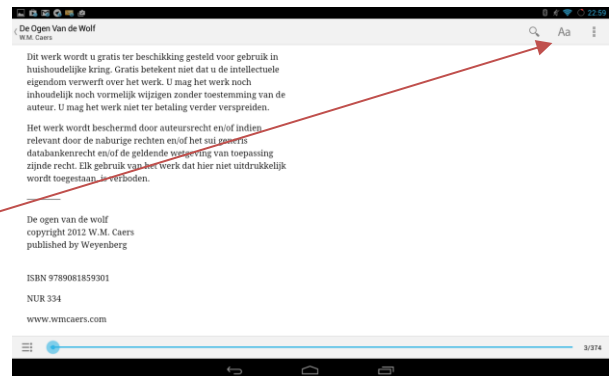 22:59
De Ogen Van de Wolf
W.M. Caers
Aa
Dit werk wordt u gratis ter beschikking gesteld voor gebruik in
huishoudelijke kring. Gratis betekent niet dat u de intellectuele
eigendom verwerft over het werk. U mag het werk noch
inhoudelijk noch vormelijk wijzigen zonder toestemming van de
auteur. U mag het werk niet ter betaling verder verspreiden.
Het werk wordt beschermd door auteursrecht en/of indien
relevant door de naburige rechten en/of het sui generis
databankenrecht en/of de geldende wetgeving van toepassing
zijnde recht. Elk gebruik van het werk dat hier niet uitdrukkelijk
wordt toegestaan, is verboden.
De ogen van de wolf
copyright 2012 W.M. Caers
published by Weyenberg
ISBN 9789081859301
NUR 334
www.wmcaers.com
3/374